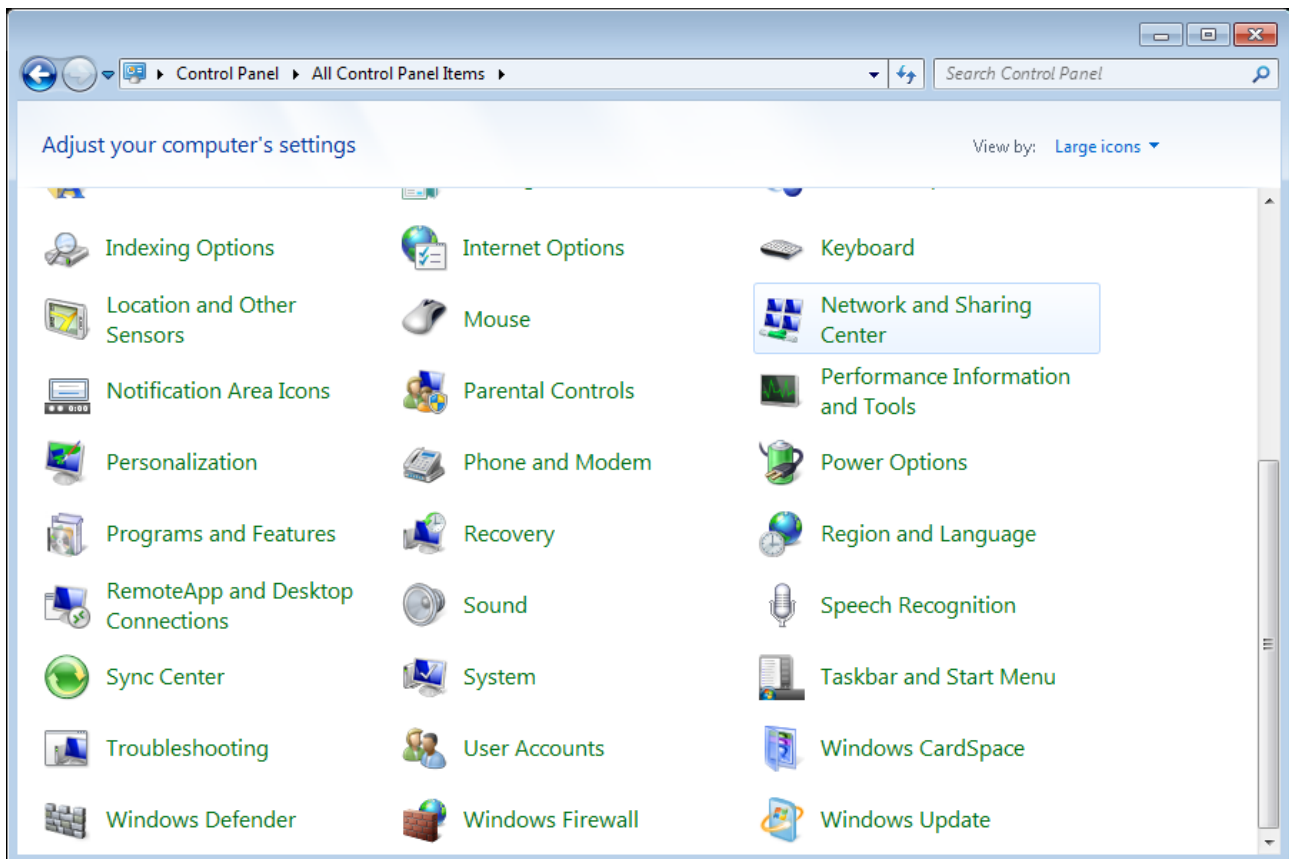 Control Panel ▸ All Control Panel Items ▸
Search Control Panel
Adjust your computer's settings
View by: Large icons
Indexing Options
Internet Options
Keyboard
Location and Other
Sensors
Mouse
Network and Sharing
Center
Notification Area Icons
Parental Controls
Performance Information
and Tools
Personalization
Phone and Modem
Power Options
Programs and Features
Recovery
Region and Language
RemoteApp and Desktop
Connections
Sound
Speech Recognition
Sync Center
System
Taskbar and Start Menu
Troubleshooting
User Accounts
Windows CardSpace
Windows Defender
Windows Firewall
Windows Update